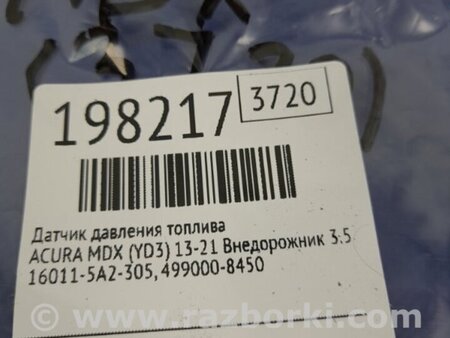 198217 3720
Датчик давления топлива
ACURA MDX (YD3) 13-21 Внедорожник 3.5
16011-5A2-305, 499000-8450
www.razborki.com